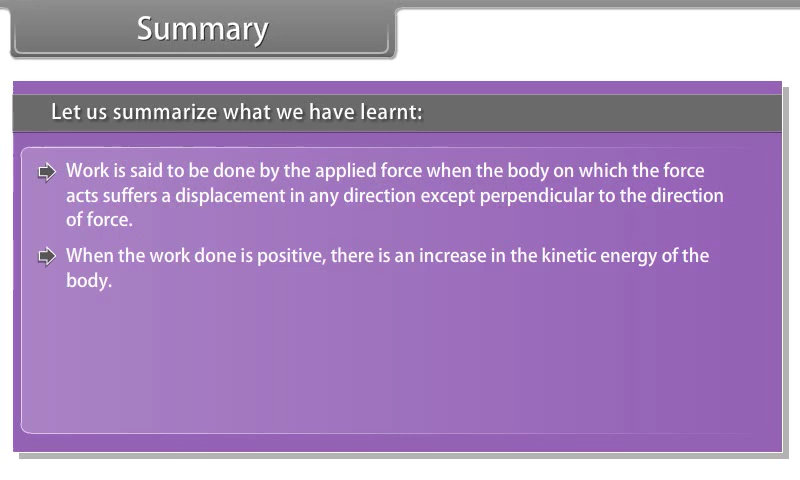 Summary
Let us summarize what we have learnt:
Work is said to be done by the applied force when the body on which the force
acts suffers a displacement in any direction except perpendicular to the direction
of force.
When the work done is positive, there is an increase in the kinetic energy of the
body.